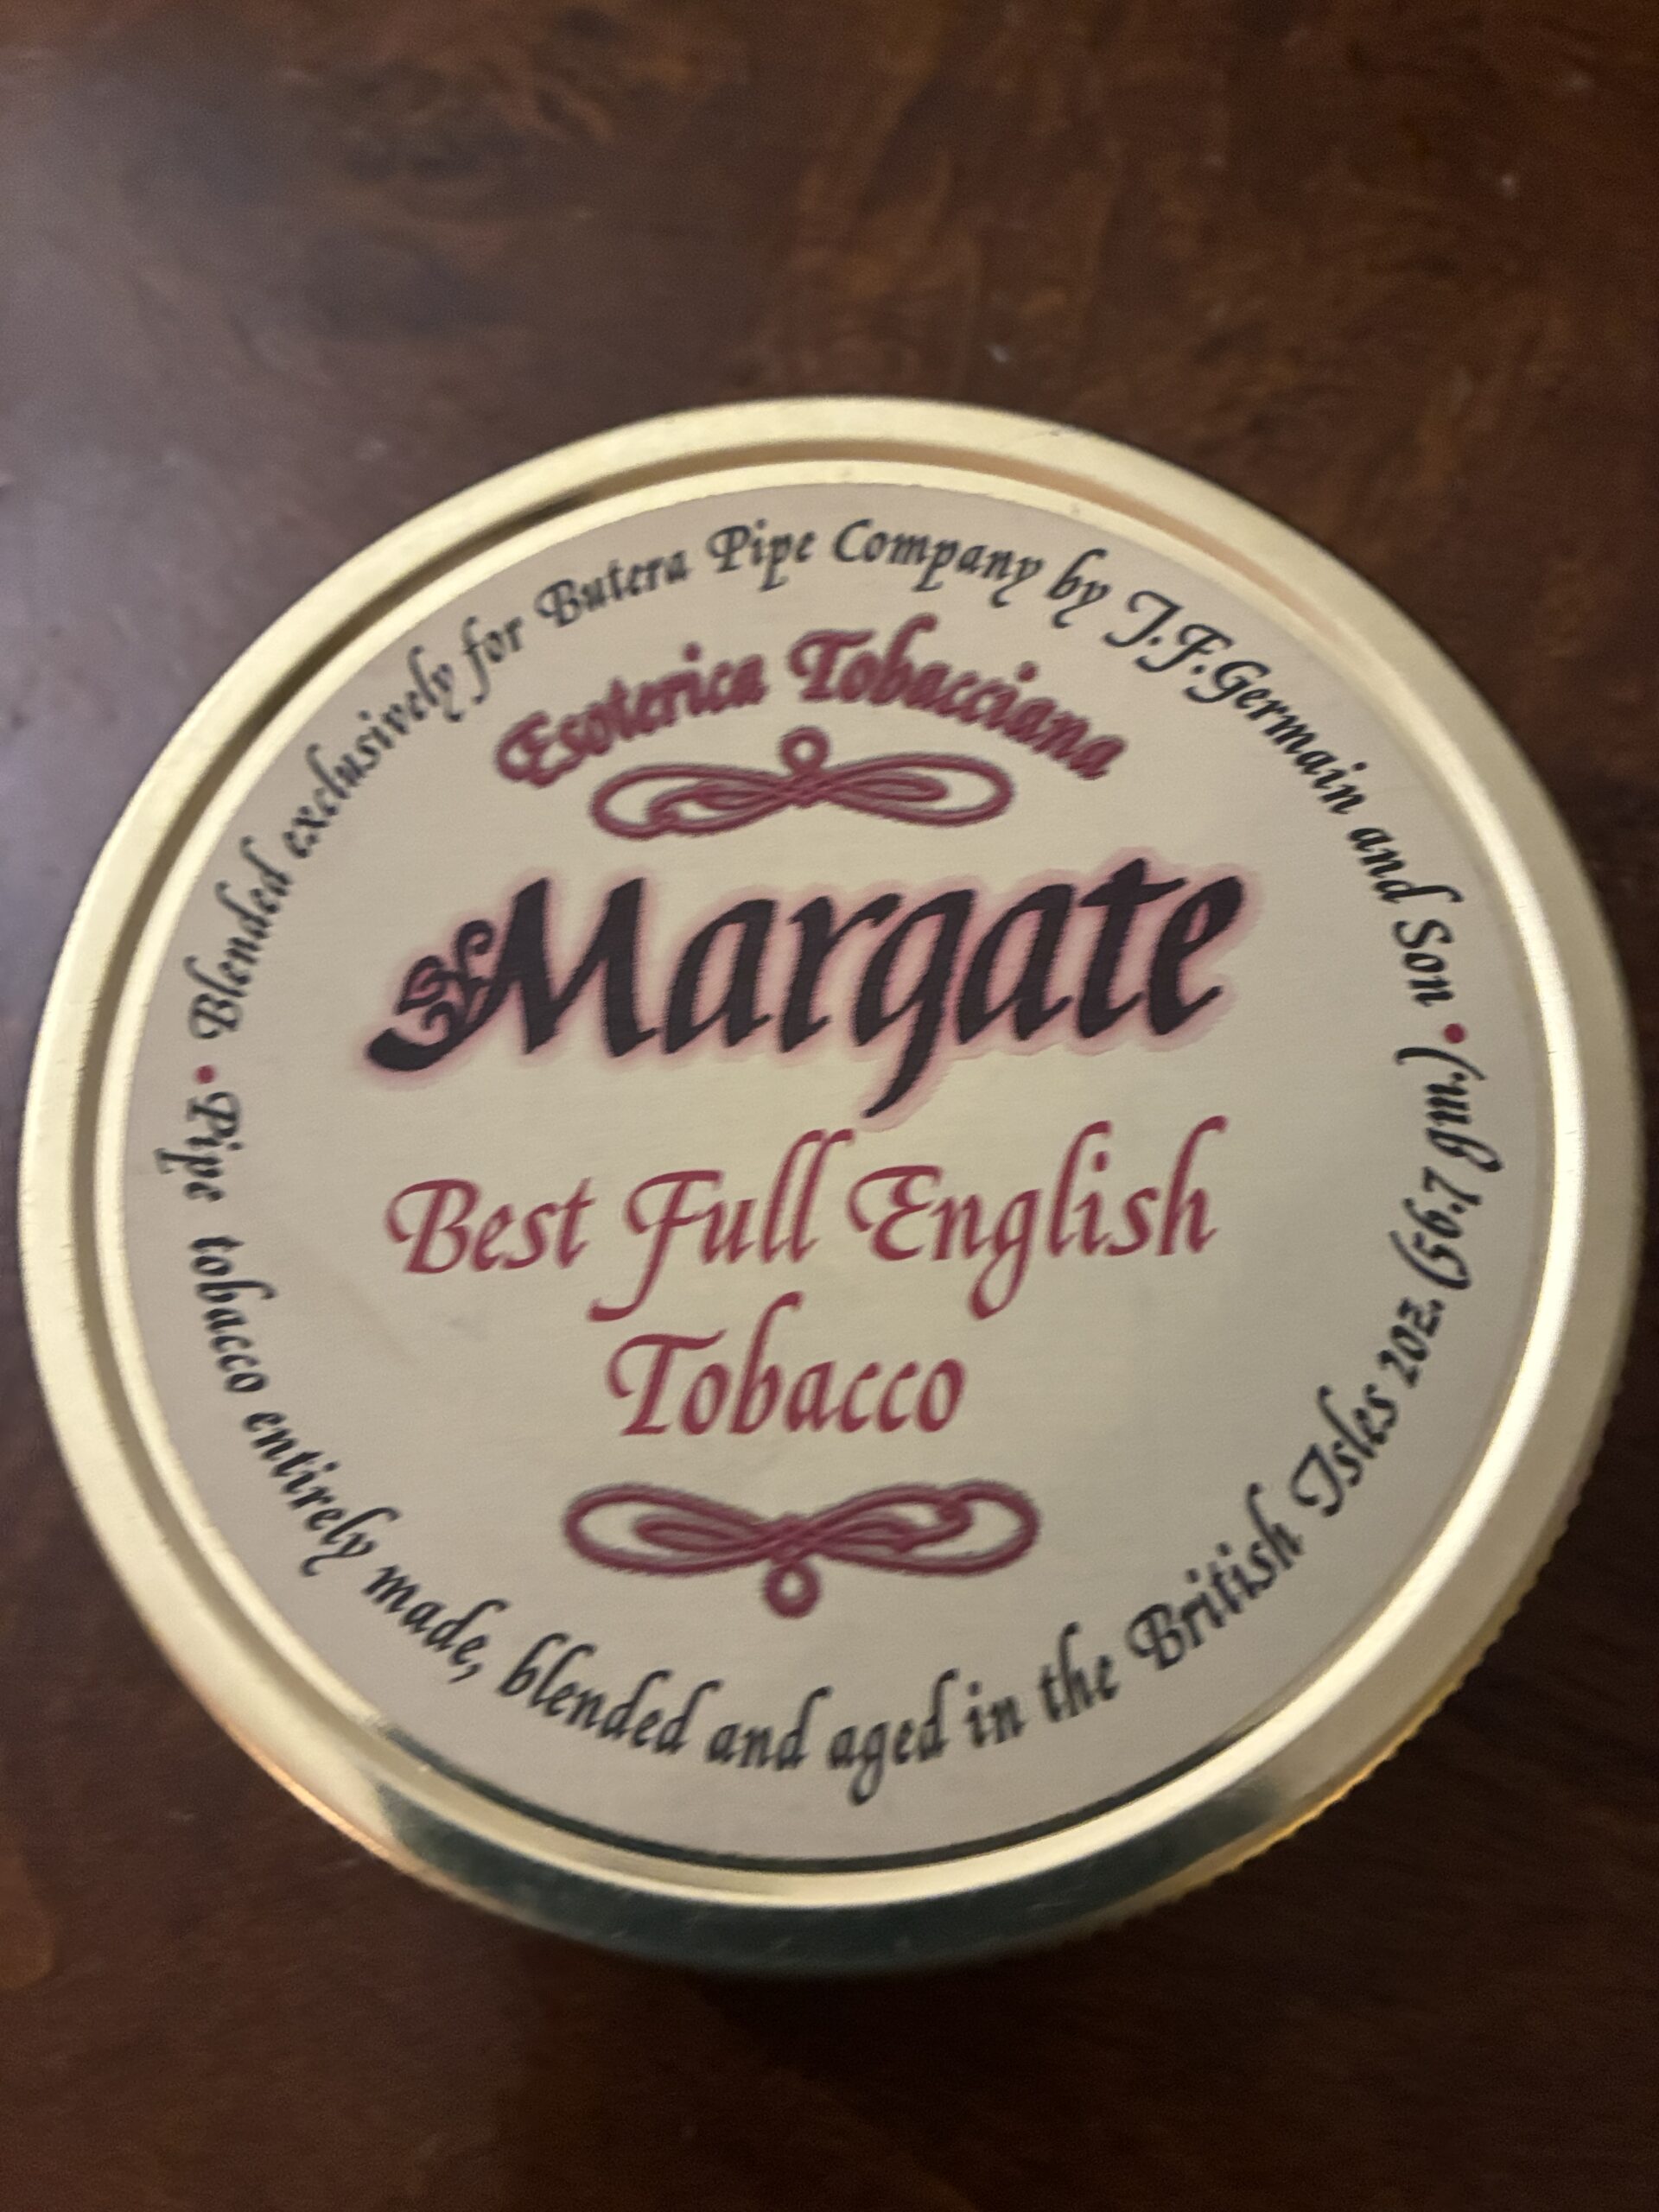 Blended exclusively for Butera Pipe Company by J.F.Germain and Son •
Esoterica Tobacciana
Margate
Best Full English
Tobacco
• Pipe tobacco entirely made, blended and aged in the British Isles 2oz. (56.7 gm.)